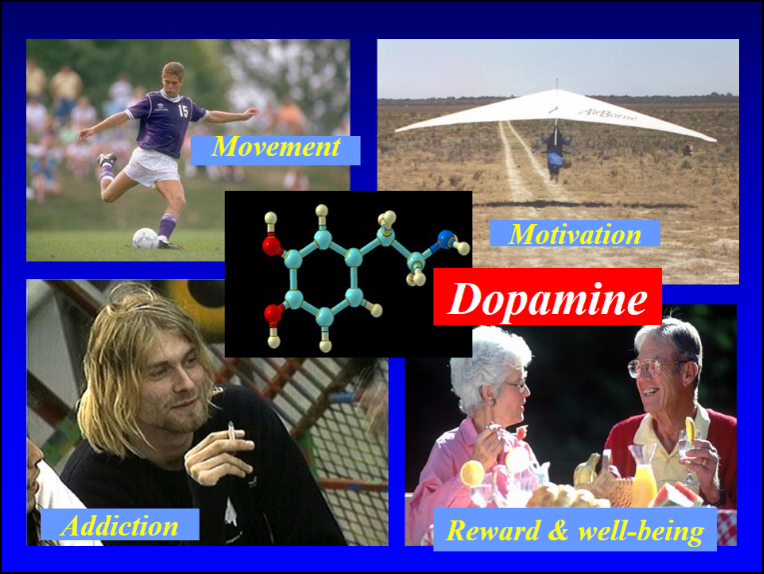 15
Movement
AirBorne
Motivation
Dopamine
Addiction
Reward & well-being